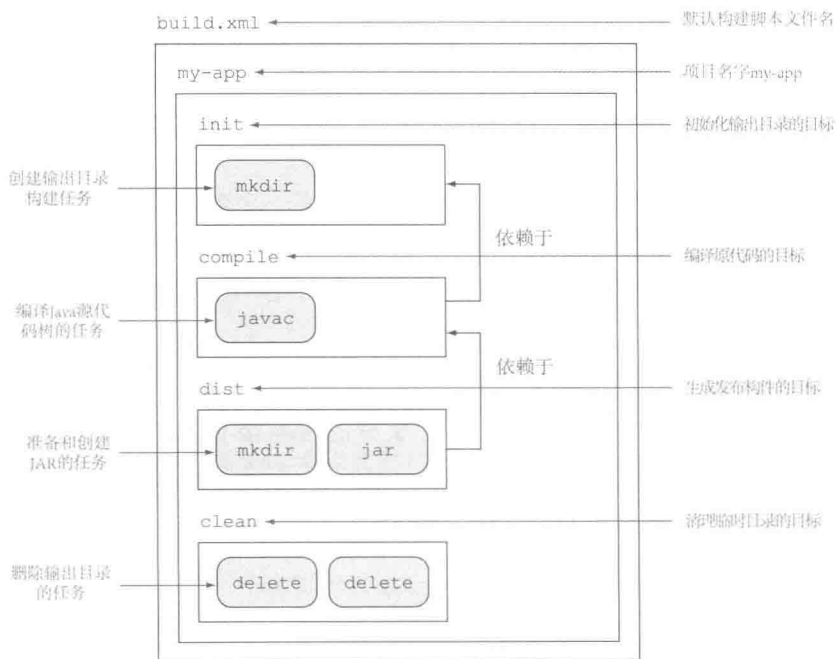 build.xml
默认构建脚本文件名
my-app
项目名字my-app
init
初始化输出目录的目标
创建输出目录
构建任务
mkdir
依赖于
compile
编译原代码的目标
编译Java源代
码树的任务
javac
依赖于
dist
生成发布构件的目标
准备和创建
JAR的任务
mkdir
jar
clean
清理临时目录的目标
删除输出目录
的任务
delete
delete